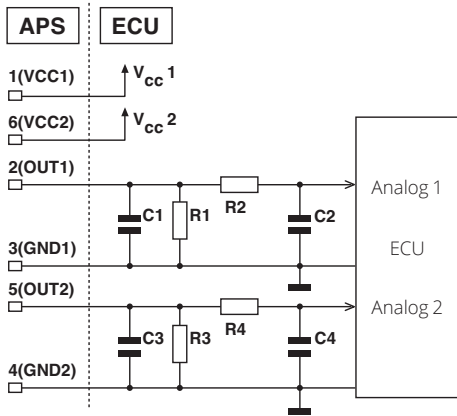 APS ECU
1(VCC1) Vcc 1
6(VCC2) Vcc 2
2(OUT1)
Analog 1
C1 R1 R2 C2
3(GND1) ECU
5(OUT2)
Analog 2
C3 R3 R4 C4
4(GND2)